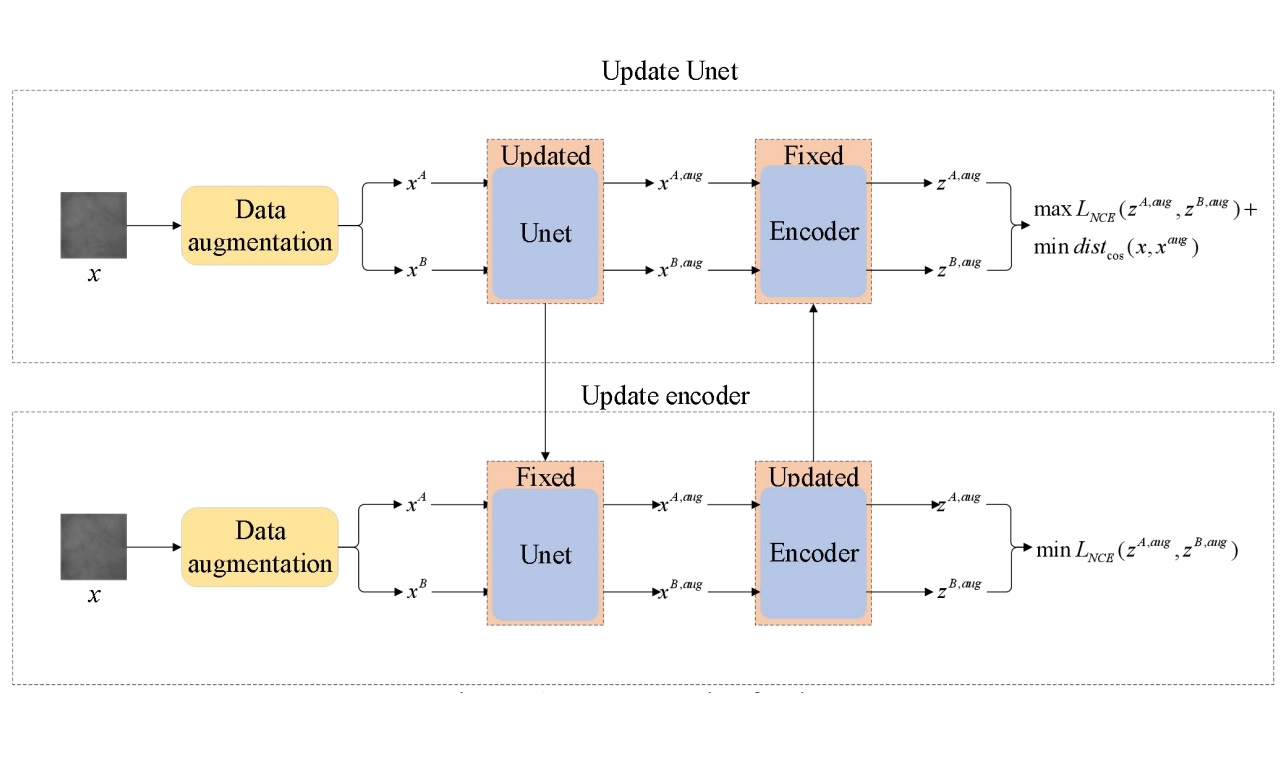 Update Unet
Updated
Fixed
x^A
x^{A,aug}
z^{A,aug}
Data
augmentation
Unet
Encoder
max L_{NCE}(z^{A,aug}, z^{B,aug}) +
min dist_{cos}(x, x^{aug})
x^B
x^{B,aug}
z^{B,aug}
x
Update encoder
Fixed
Updated
x^A
x^{A,aug}
z^{A,aug}
Data
augmentation
Unet
Encoder
min L_{NCE}(z^{A,aug}, z^{B,aug})
x^B
x^{B,aug}
z^{B,aug}
x